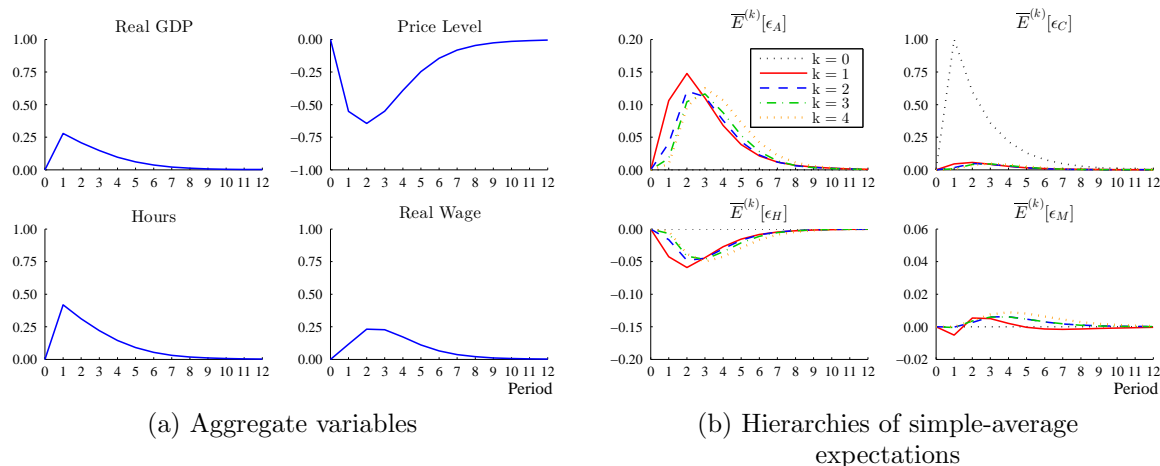 Real GDP
1.00
0.75
0.50
0.25
0.00
0 1 2 3 4 5 6 7 8 9 10 11 12
Price Level
0.00
−0.25
−0.50
−0.75
−1.00
0 1 2 3 4 5 6 7 8 9 10 11 12
Hours
1.00
0.75
0.50
0.25
0.00
0 1 2 3 4 5 6 7 8 9 10 11 12
Real Wage
1.00
0.75
0.50
0.25
0.00
0 1 2 3 4 5 6 7 8 9 10 11 12
Period
(a) Aggregate variables
E̅^(k)[ϵ_A]
0.20
0.15
0.10
0.05
0.00
0 1 2 3 4 5 6 7 8 9 10 11 12
k = 0
k = 1
k = 2
k = 3
k = 4
E̅^(k)[ϵ_C]
1.00
0.75
0.50
0.25
0.00
0 1 2 3 4 5 6 7 8 9 10 11 12
E̅^(k)[ϵ_H]
0.00
−0.05
−0.10
−0.15
−0.20
0 1 2 3 4 5 6 7 8 9 10 11 12
E̅^(k)[ϵ_M]
0.06
0.04
0.02
0.00
−0.02
0 1 2 3 4 5 6 7 8 9 10 11 12
Period
(b) Hierarchies of simple-average
expectations